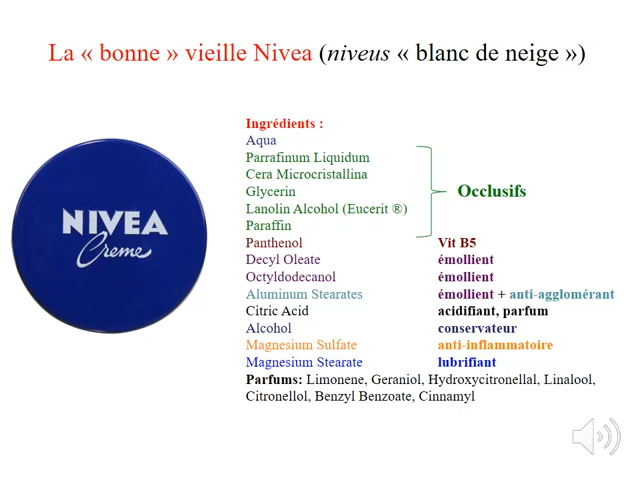 La « bonne » vieille Nivea (niveus « blanc de neige »)
NIVEA
Creme
Ingrédients :
Aqua
Parrafinum Liquidum
Cera Microcristallina
Glycerin
Lanolin Alcohol (Eucerit ®)
Paraffin
Occlusifs
Panthenol Vit B5
Decyl Oleate émollient
Octyldodecanol émollient
Aluminum Stearates émollient + anti-agglomérant
Citric Acid acidifiant, parfum
Alcohol conservateur
Magnesium Sulfate anti-inflammatoire
Magnesium Stearate lubrifiant
Parfums: Limonene, Geraniol, Hydroxycitronellal, Linalool,
Citronellol, Benzyl Benzoate, Cinnamyl